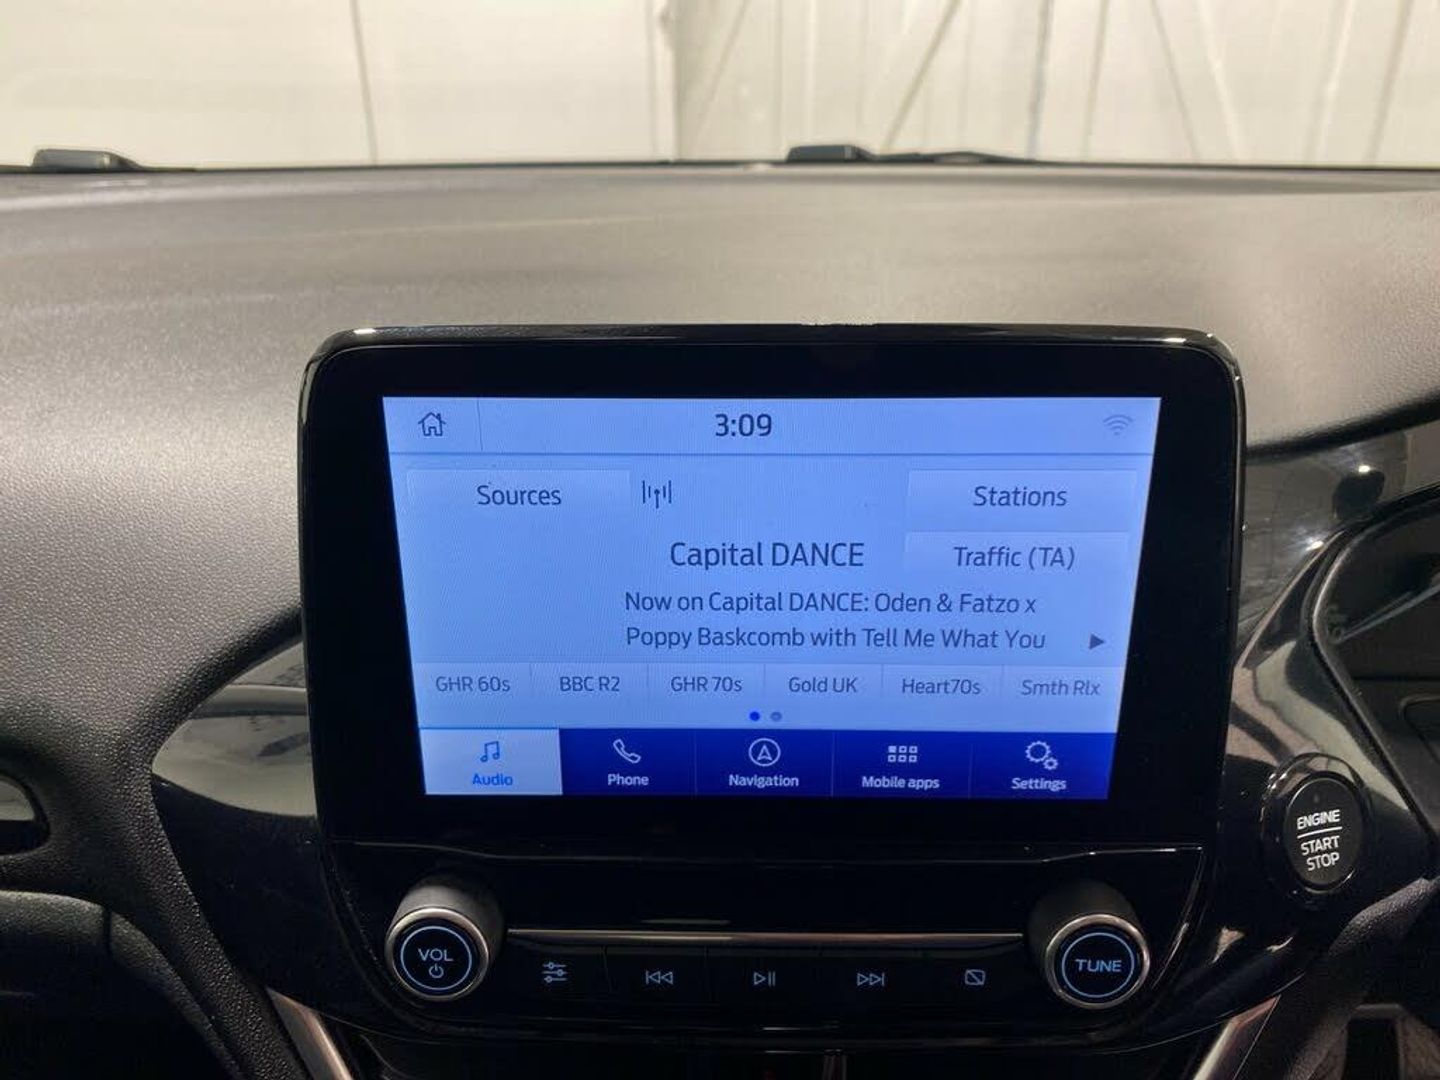 3:09
Sources
Stations
Capital DANCE
Traffic (TA)
Now on Capital DANCE: Oden & Fatzo x
Poppy Baskcomb with Tell Me What You
GHR 60s BBC R2 GHR 70s Gold UK Heart70s Smth Rlx
Audio Phone Navigation Mobile apps Settings
ENGINE
START
STOP
VOL
TUNE